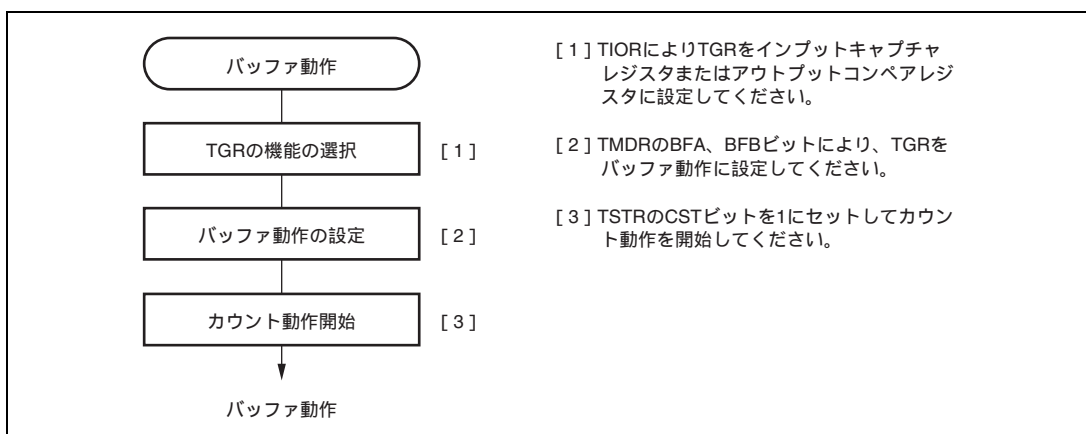 バッファ動作
TGRの機能の選択 [ 1 ]
バッファ動作の設定 [ 2 ]
カウント動作開始 [ 3 ]
バッファ動作
[ 1 ] TIORによりTGRをインプットキャプチャ
レジスタまたはアウトプットコンペアレジ
スタに設定してください。
[ 2 ] TMDRのBFA、BFBビットにより、TGRを
バッファ動作に設定してください。
[ 3 ] TSTRのCSTビットを1にセットしてカウン
ト動作を開始してください。